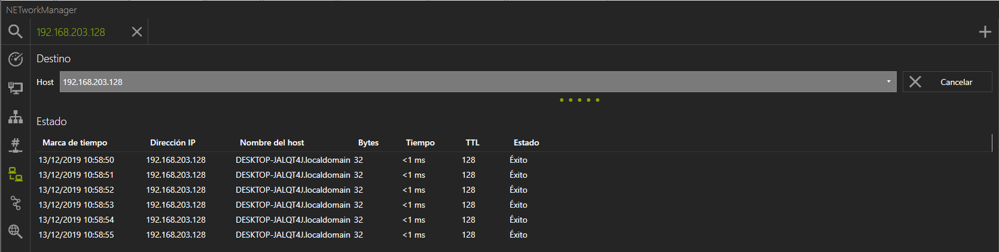 NETworkManager
192.168.203.128
Destino
Host 192.168.203.128 Cancelar
Estado
Marca de tiempo Dirección IP Nombre del host Bytes Tiempo TTL Estado
13/12/2019 10:58:50 192.168.203.128 DESKTOP-JALQT4J.localdomain 32 <1 ms 128 Éxito
13/12/2019 10:58:51 192.168.203.128 DESKTOP-JALQT4J.localdomain 32 <1 ms 128 Éxito
13/12/2019 10:58:52 192.168.203.128 DESKTOP-JALQT4J.localdomain 32 <1 ms 128 Éxito
13/12/2019 10:58:53 192.168.203.128 DESKTOP-JALQT4J.localdomain 32 <1 ms 128 Éxito
13/12/2019 10:58:54 192.168.203.128 DESKTOP-JALQT4J.localdomain 32 <1 ms 128 Éxito
13/12/2019 10:58:55 192.168.203.128 DESKTOP-JALQT4J.localdomain 32 <1 ms 128 Éxito